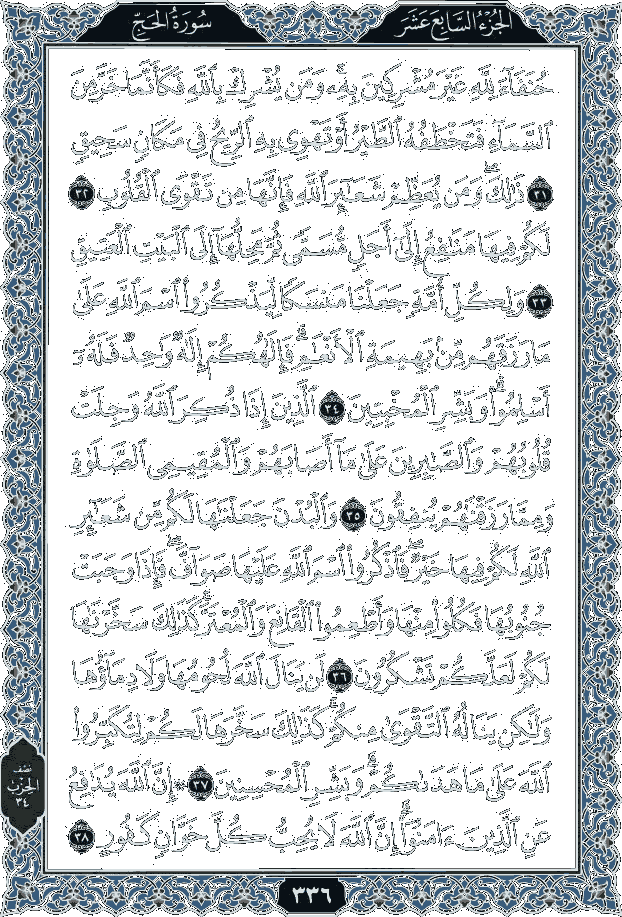 الجزء السابع عشر
سورة الحج
حُنَفَآءَ لِلَّهِ غَيْرَ مُشْرِكِينَ بِهِۦ ۚ وَمَن يُشْرِكْ بِٱللَّهِ فَكَأَنَّمَا خَرَّ مِنَ
ٱلسَّمَآءِ فَتَخْطَفُهُ ٱلطَّيْرُ أَوْ تَهْوِى بِهِ ٱلرِّيحُ فِى مَكَانٍ سَحِيقٍ
٣١ ذَٰلِكَ ۖ وَمَن يُعَظِّمْ شَعَٰٓئِرَ ٱللَّهِ فَإِنَّهَا مِن تَقْوَى ٱلْقُلُوبِ ٣٢
لَكُمْ فِيهَا مَنَٰفِعُ إِلَىٰٓ أَجَلٍ مُّسَمًّى ثُمَّ مَحِلُّهَآ إِلَى ٱلْبَيْتِ ٱلْعَتِيقِ
٣٣ وَلِكُلِّ أُمَّةٍ جَعَلْنَا مَنسَكًا لِّيَذْكُرُوا۟ ٱسْمَ ٱللَّهِ عَلَىٰ
مَا رَزَقَهُم مِّنۢ بَهِيمَةِ ٱلْأَنْعَٰمِ ۗ فَإِلَٰهُكُمْ إِلَٰهٌ وَٰحِدٌ فَلَهُۥٓ
أَسْلِمُوا۟ ۗ وَبَشِّرِ ٱلْمُخْبِتِينَ ٣٤ ٱلَّذِينَ إِذَا ذُكِرَ ٱللَّهُ وَجِلَتْ
قُلُوبُهُمْ وَٱلصَّٰبِرِينَ عَلَىٰ مَآ أَصَابَهُمْ وَٱلْمُقِيمِى ٱلصَّلَوٰةِ
وَمِمَّا رَزَقْنَٰهُمْ يُنفِقُونَ ٣٥ وَٱلْبُدْنَ جَعَلْنَٰهَا لَكُم مِّن شَعَٰٓئِرِ
ٱللَّهِ لَكُمْ فِيهَا خَيْرٌ ۖ فَٱذْكُرُوا۟ ٱسْمَ ٱللَّهِ عَلَيْهَا صَوَآفَّ ۖ فَإِذَا وَجَبَتْ
جُنُوبُهَا فَكُلُوا۟ مِنْهَا وَأَطْعِمُوا۟ ٱلْقَانِعَ وَٱلْمُعْتَرَّ ۚ كَذَٰلِكَ سَخَّرْنَٰهَا
لَكُمْ لَعَلَّكُمْ تَشْكُرُونَ ٣٦ لَن يَنَالَ ٱللَّهَ لُحُومُهَا وَلَا دِمَآؤُهَا
وَلَٰكِن يَنَالُهُ ٱلتَّقْوَىٰ مِنكُمْ ۚ كَذَٰلِكَ سَخَّرَهَا لَكُمْ لِتُكَبِّرُوا۟
ٱللَّهَ عَلَىٰ مَا هَدَىٰكُمْ ۗ وَبَشِّرِ ٱلْمُحْسِنِينَ ٣٧ ۞ إِنَّ ٱللَّهَ يُدَٰفِعُ
عَنِ ٱلَّذِينَ ءَامَنُوٓا۟ ۗ إِنَّ ٱللَّهَ لَا يُحِبُّ كُلَّ خَوَّانٍ كَفُورٍ ٣٨
نصف
الحزب
٣٤
٣٣٦